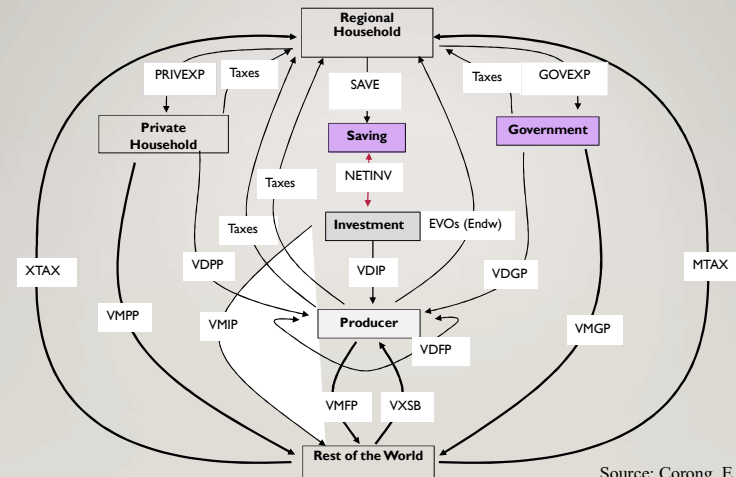 Regional
Household
PRIVEXP
Taxes
SAVE
Taxes
GOVEXP
Private
Household
Saving
Government
NETINV
Taxes
Investment
EVOs (Endw)
Taxes
XTAX
VDPP
VDIP
VDGP
MTAX
VMPP
VMIP
Producer
VMGP
VDFP
VMFP
VXSB
Rest of the World
Source: Corong, E